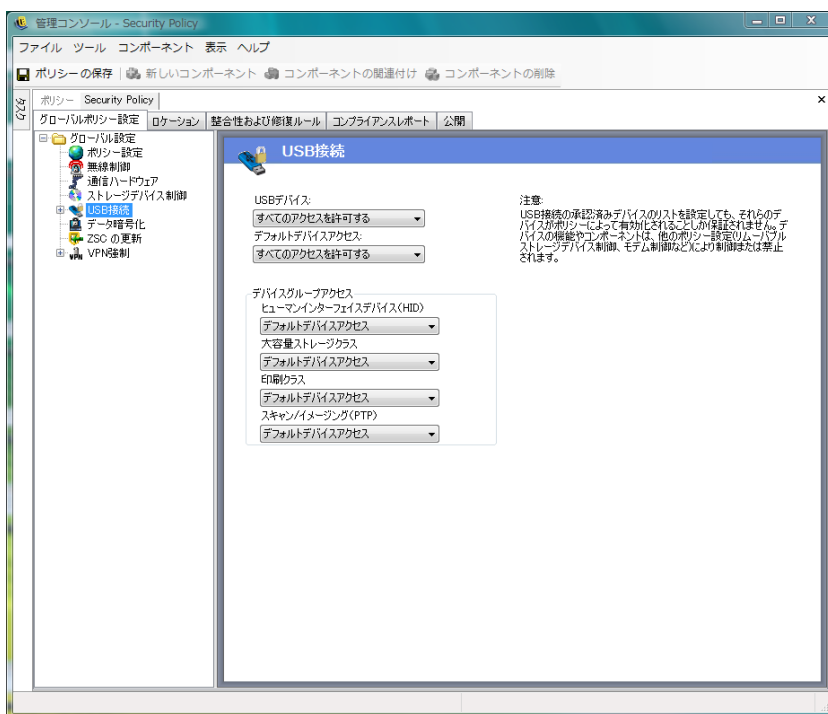 管理コンソール - Security Policy
ファイル ツール コンポーネント 表示 ヘルプ
ポリシーの保存 新しいコンポーネント コンポーネントの関連付け コンポーネントの削除
タスク
ポリシー Security Policy
グローバルポリシー設定 ロケーション 整合性および修復ルール コンプライアンスレポート 公開
グローバル設定
ポリシー設定
無線制御
通信ハードウェア
ストレージデバイス制御
USB接続
データ暗号化
ZSC の更新
VPN強制
USB接続
USBデバイス:
すべてのアクセスを許可する
デフォルトデバイスアクセス:
すべてのアクセスを許可する
デバイスグループアクセス
ヒューマンインターフェイスデバイス(HID)
デフォルトデバイスアクセス
大容量ストレージクラス
デフォルトデバイスアクセス
印刷クラス
デフォルトデバイスアクセス
スキャン/イメージング(PTP)
デフォルトデバイスアクセス
注意:
USB接続の承認済みデバイスのリストを設定しても、それらのデ
バイスがポリシーによって有効化されることしか保証されません。デ
バイスの機能やコンポーネントは、他のポリシー設定(リムーバブル
ストレージデバイス制御、モデム制御など)により制御または禁止
されます。